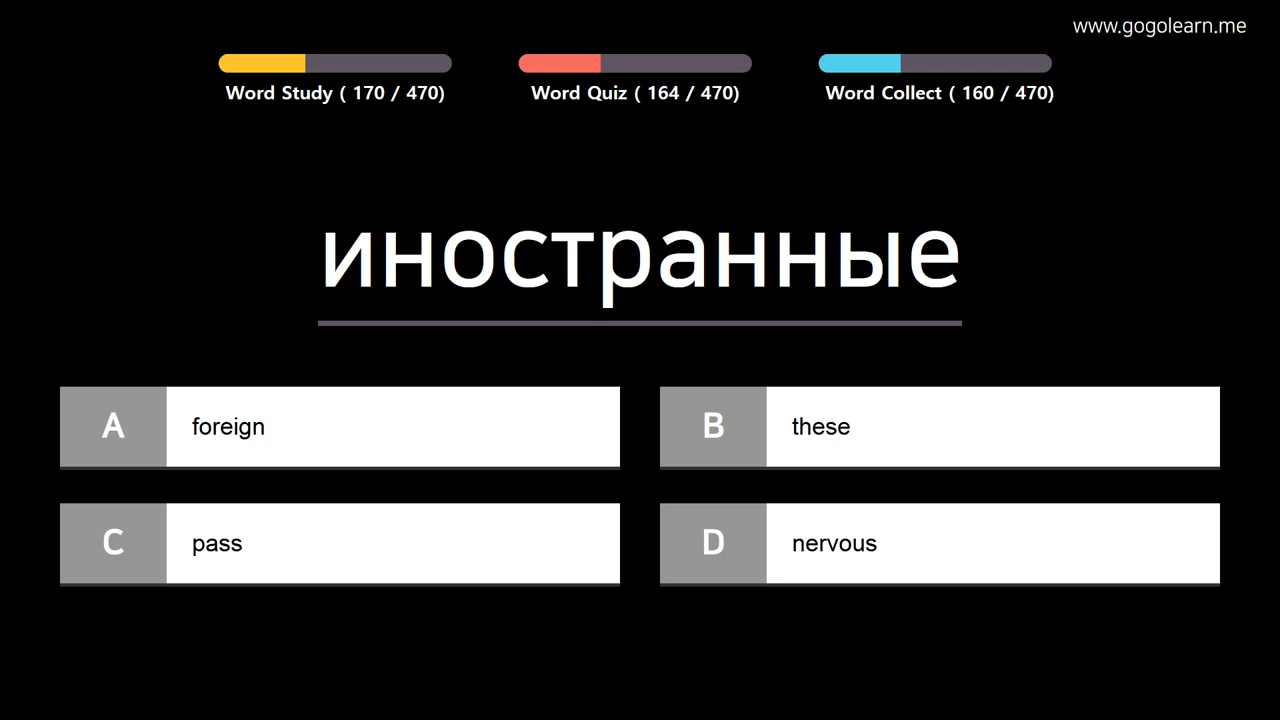 www.gogolearn.me
Word Study ( 170 / 470)
Word Quiz ( 164 / 470)
Word Collect ( 160 / 470)
иностранные
A foreign
B these
C pass
D nervous